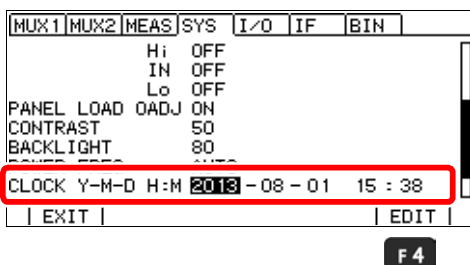 MUX1 MUX2 MEAS SYS I/O IF BIN
Hi OFF
IN OFF
Lo OFF
PANEL LOAD OADJ ON
CONTRAST 50
BACKLIGHT 80
CLOCK Y-M-D H:M 2013-08-01 15:38
EXIT EDIT
F4